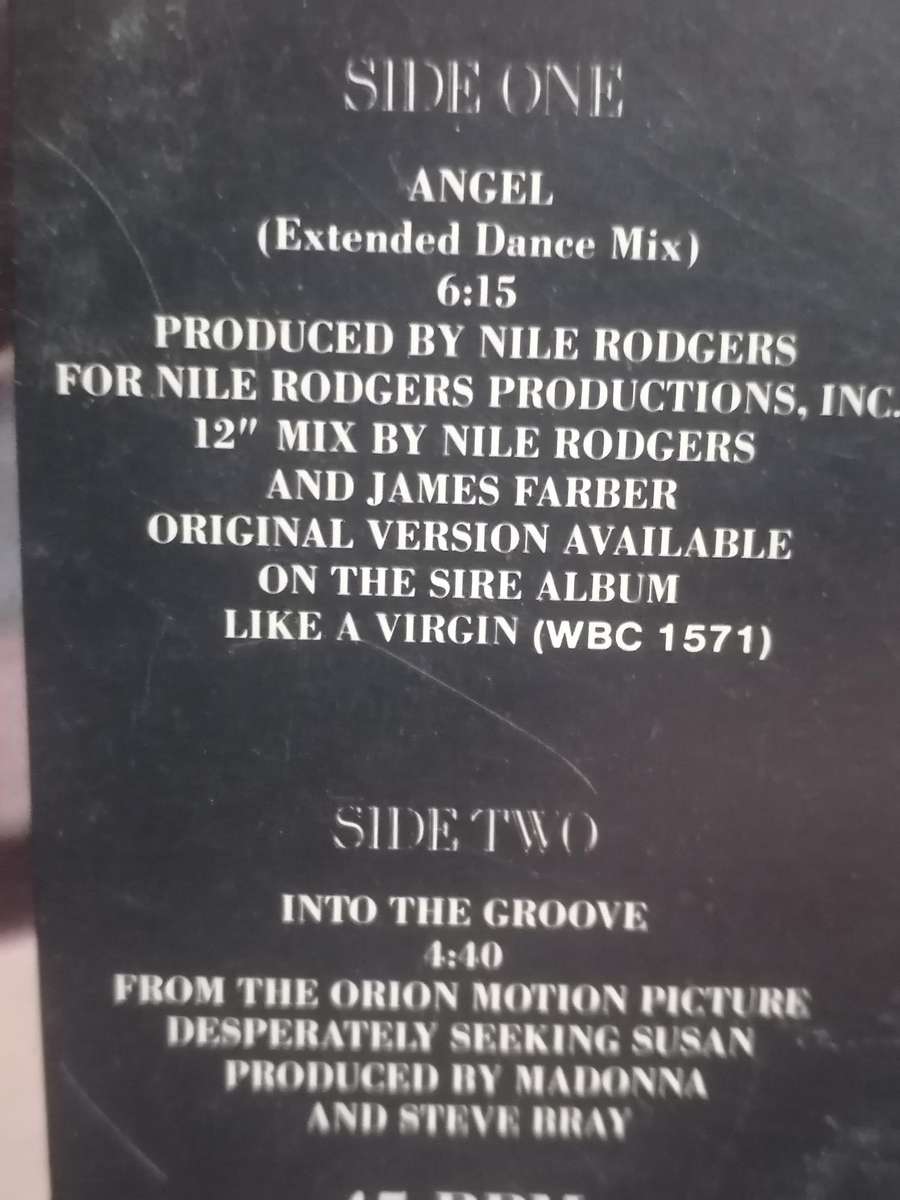 SIDE ONE
ANGEL
(Extended Dance Mix)
6:15
PRODUCED BY NILE RODGERS
FOR NILE RODGERS PRODUCTIONS, INC.
12" MIX BY NILE RODGERS
AND JAMES FARBER
ORIGINAL VERSION AVAILABLE
ON THE SIRE ALBUM
LIKE A VIRGIN (WBC 1571)
SIDE TWO
INTO THE GROOVE
4:40
FROM THE ORION MOTION PICTURE
DESPERATELY SEEKING SUSAN
PRODUCED BY MADONNA
AND STEVE BRAY